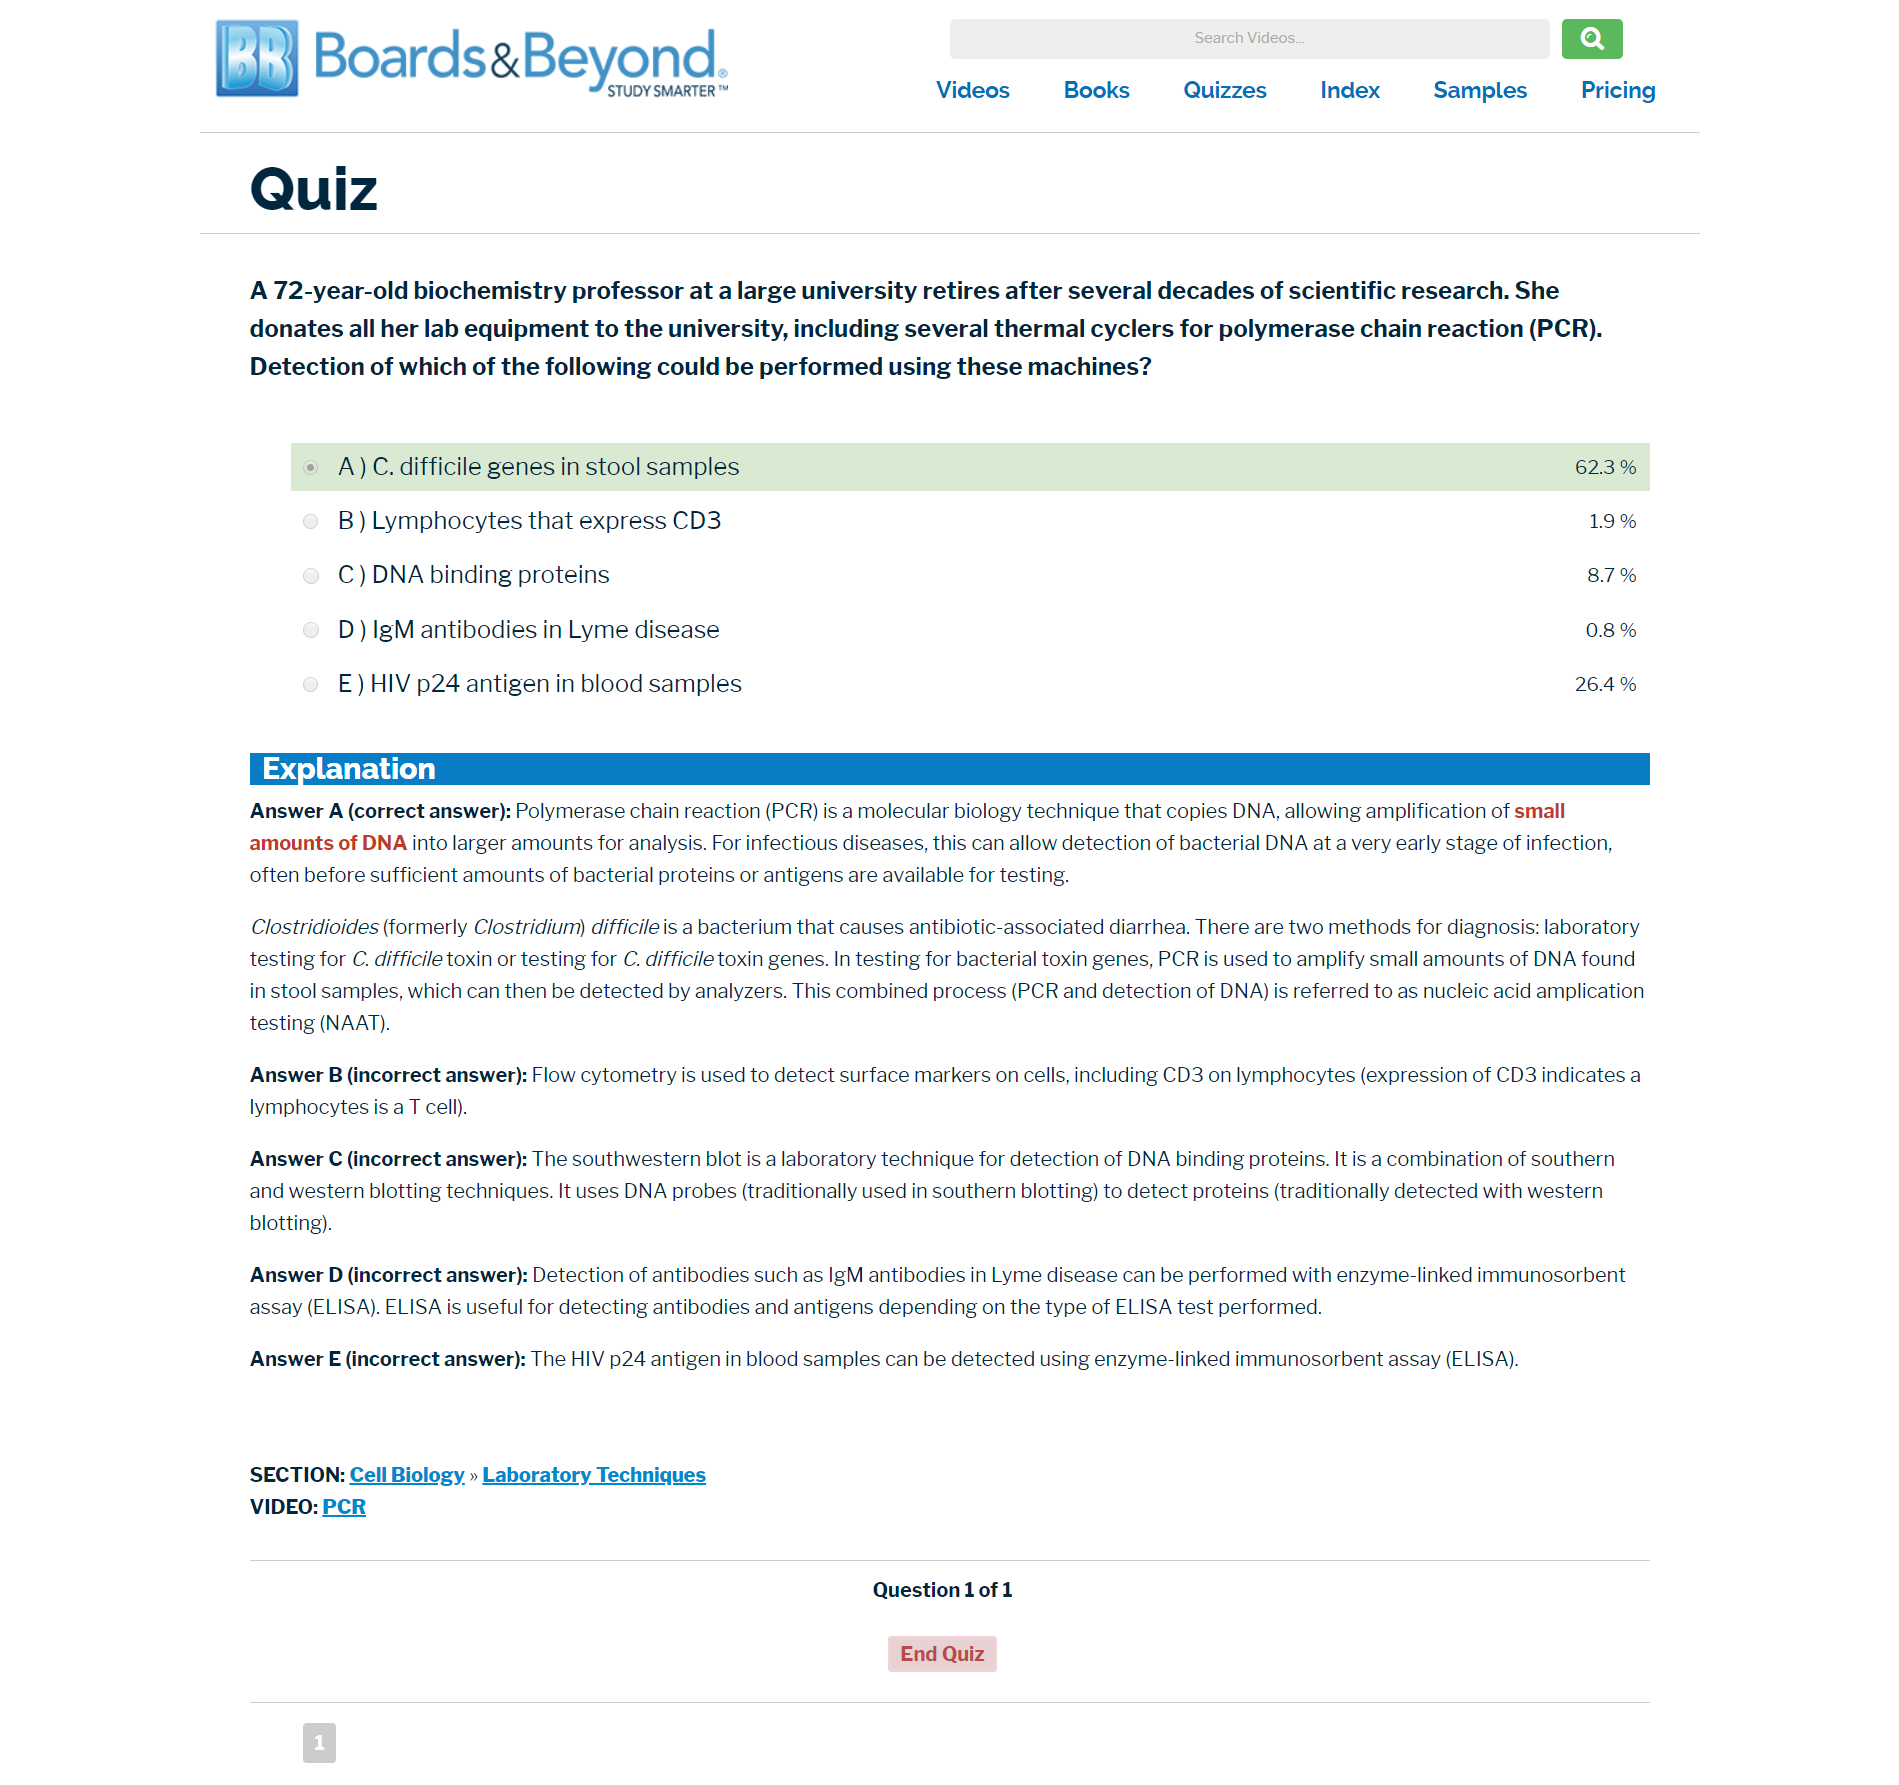 BB Boards&Beyond®
STUDY SMARTER™
Search Videos...
Videos Books Quizzes Index Samples Pricing
Quiz
A 72-year-old biochemistry professor at a large university retires after several decades of scientific research. She
donates all her lab equipment to the university, including several thermal cyclers for polymerase chain reaction (PCR).
Detection of which of the following could be performed using these machines?
A ) C. difficile genes in stool samples 62.3 %
B ) Lymphocytes that express CD3 1.9 %
C ) DNA binding proteins 8.7 %
D ) IgM antibodies in Lyme disease 0.8 %
E ) HIV p24 antigen in blood samples 26.4 %
Explanation
Answer A (correct answer): Polymerase chain reaction (PCR) is a molecular biology technique that copies DNA, allowing amplification of small
amounts of DNA into larger amounts for analysis. For infectious diseases, this can allow detection of bacterial DNA at a very early stage of infection,
often before sufficient amounts of bacterial proteins or antigens are available for testing.
Clostridioides (formerly Clostridium) difficile is a bacterium that causes antibiotic-associated diarrhea. There are two methods for diagnosis: laboratory
testing for C. difficile toxin or testing for C. difficile toxin genes. In testing for bacterial toxin genes, PCR is used to amplify small amounts of DNA found
in stool samples, which can then be detected by analyzers. This combined process (PCR and detection of DNA) is referred to as nucleic acid amplication
testing (NAAT).
Answer B (incorrect answer): Flow cytometry is used to detect surface markers on cells, including CD3 on lymphocytes (expression of CD3 indicates a
lymphocytes is a T cell).
Answer C (incorrect answer): The southwestern blot is a laboratory technique for detection of DNA binding proteins. It is a combination of southern
and western blotting techniques. It uses DNA probes (traditionally used in southern blotting) to detect proteins (traditionally detected with western
blotting).
Answer D (incorrect answer): Detection of antibodies such as IgM antibodies in Lyme disease can be performed with enzyme-linked immunosorbent
assay (ELISA). ELISA is useful for detecting antibodies and antigens depending on the type of ELISA test performed.
Answer E (incorrect answer): The HIV p24 antigen in blood samples can be detected using enzyme-linked immunosorbent assay (ELISA).
SECTION: Cell Biology » Laboratory Techniques
VIDEO: PCR
Question 1 of 1
End Quiz
1